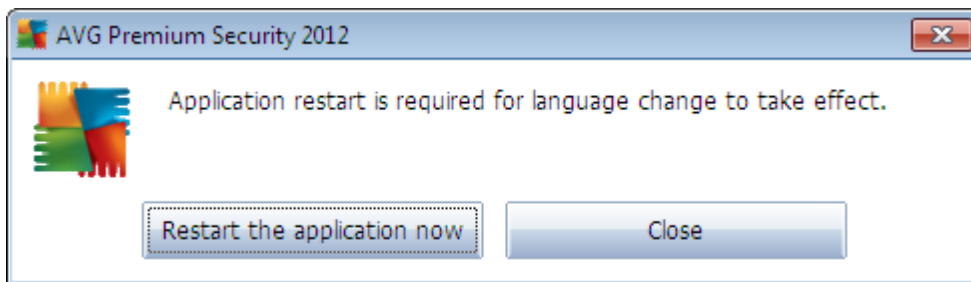 AVG Premium Security 2012
Application restart is required for language change to take effect.
Restart the application now
Close